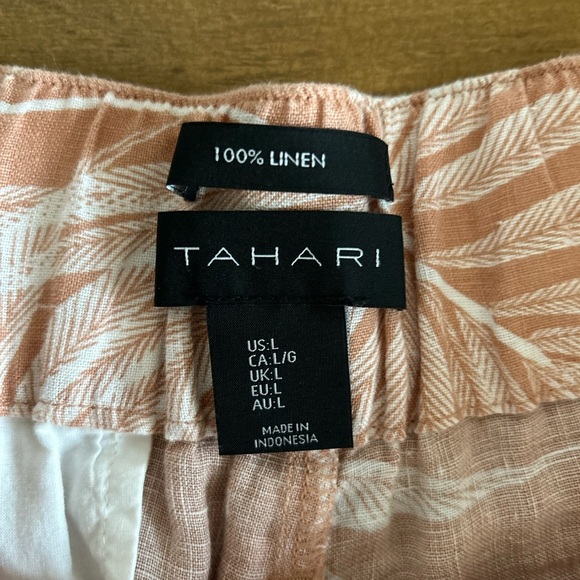 100% LINEN
TAHARI
US:L
CA:L/G
UK:L
EU:L
AU:L
MADE IN
INDONESIA